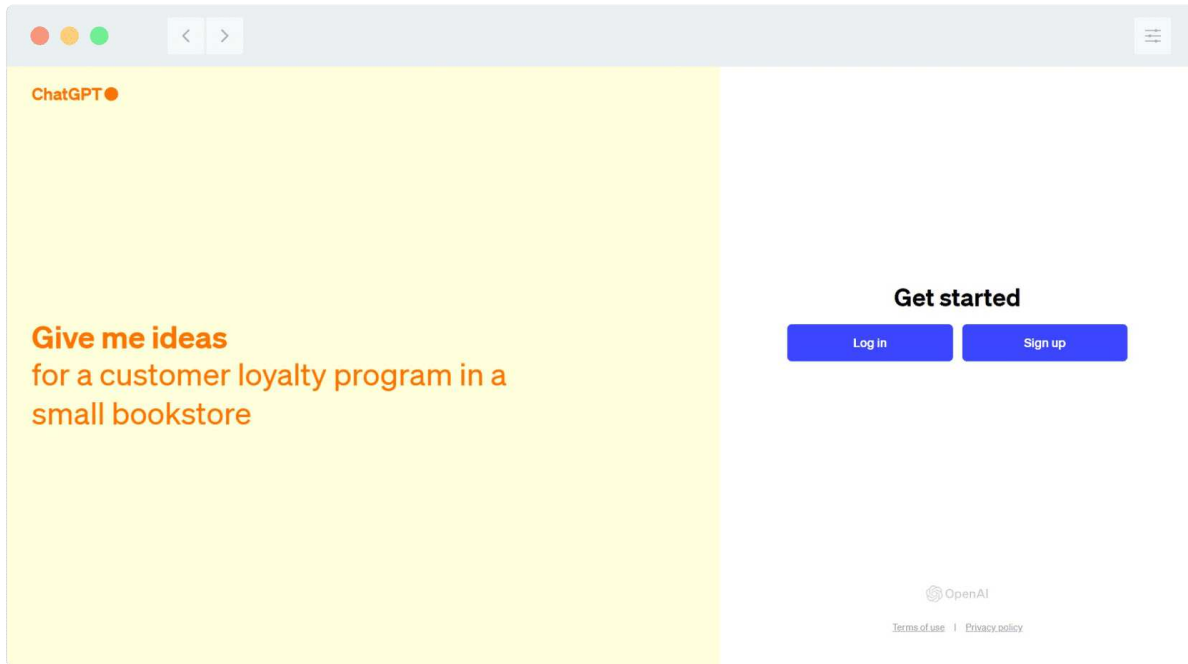 ChatGPT
Give me ideas
for a customer loyalty program in a
small bookstore
Get started
Log in
Sign up
OpenAI
Terms of use | Privacy policy